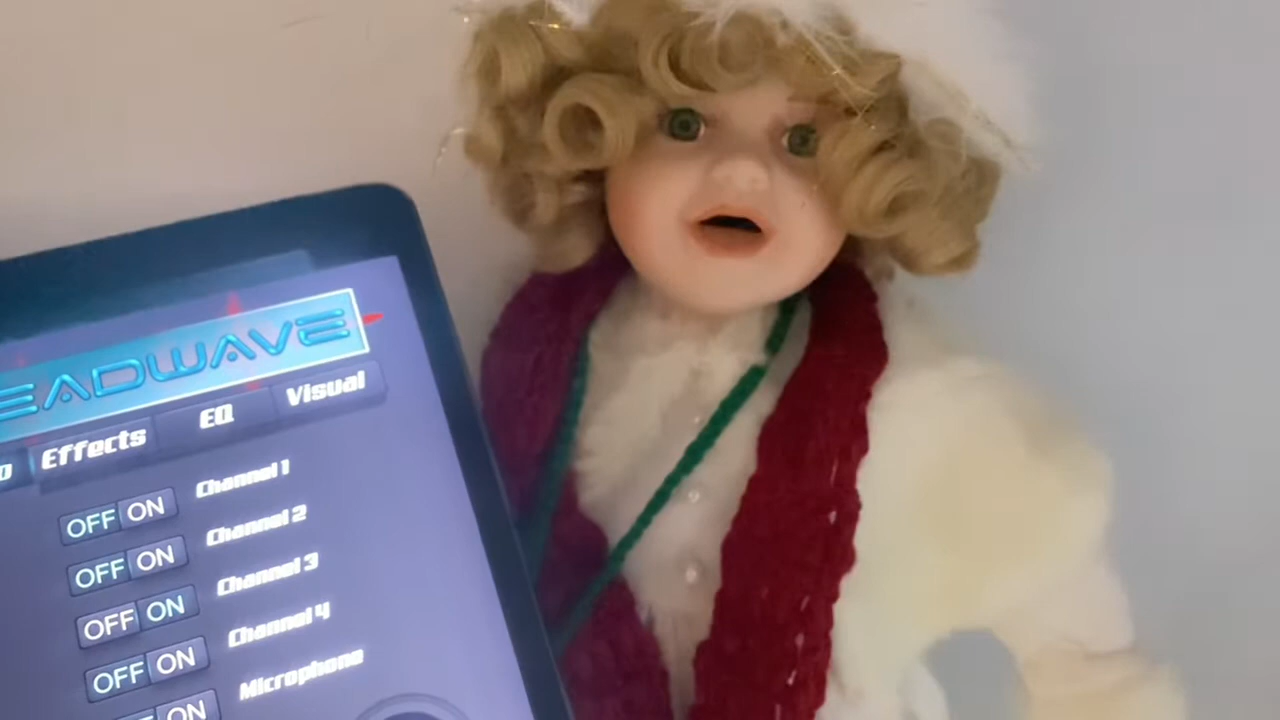 EADWAVE
Effects EQ Visual
OFF ON Channel 1
OFF ON Channel 2
OFF ON Channel 3
OFF ON Channel 4
ON Microphone